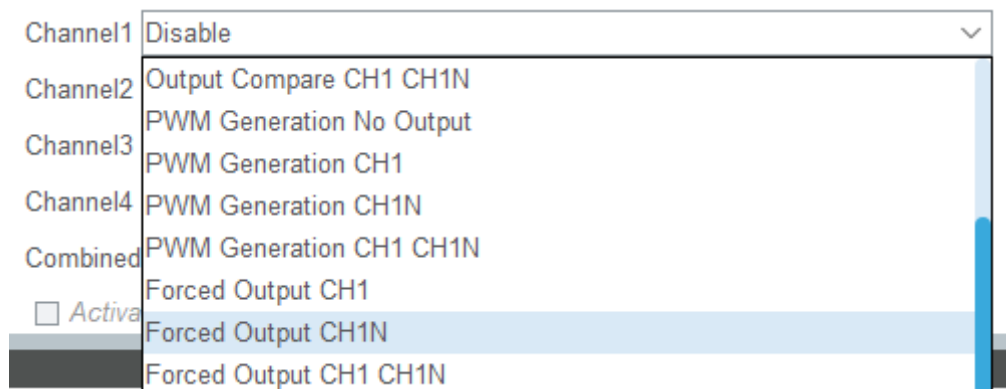 Channel1 Disable
Channel2
Channel3
Channel4
Combined
Activa
Output Compare CH1 CH1N
PWM Generation No Output
PWM Generation CH1
PWM Generation CH1N
PWM Generation CH1 CH1N
Forced Output CH1
Forced Output CH1N
Forced Output CH1 CH1N